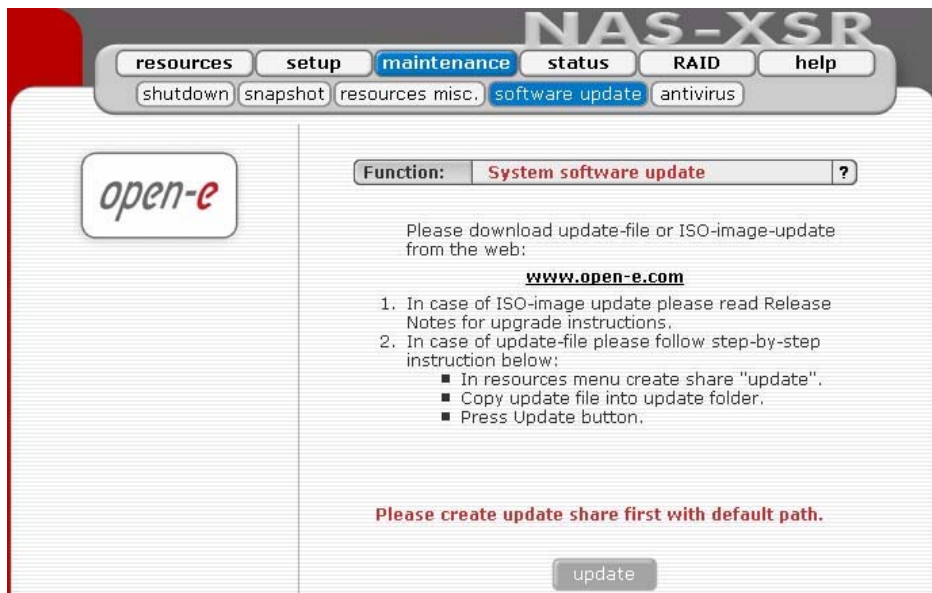 NAS-XSR
resources setup maintenance status RAID help
shutdown snapshot resources misc. software update antivirus
open-e
Function: System software update ?
Please download update-file or ISO-image-update
from the web:
www.open-e.com
1. In case of ISO-image update please read Release
Notes for upgrade instructions.
2. In case of update-file please follow step-by-step
instruction below:
■ In resources menu create share "update".
■ Copy update file into update folder.
■ Press Update button.
Please create update share first with default path.
update